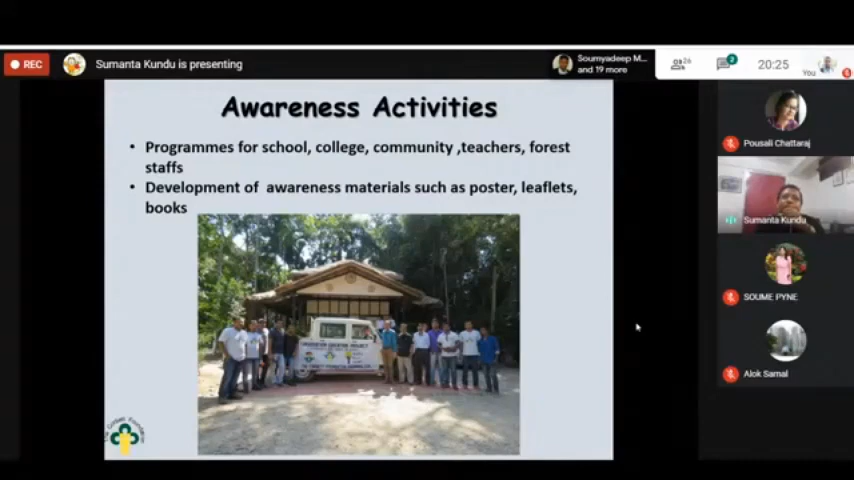 REC
Sumanta Kundu is presenting
Soumyadeep M...
and 19 more
26
2
20:25
You
Awareness Activities
• Programmes for school, college, community ,teachers, forest
staffs
• Development of  awareness materials such as poster, leaflets,
books
Pousali Chattaraj
Sumanta Kundu
SOUME PYNE
Alok Samal